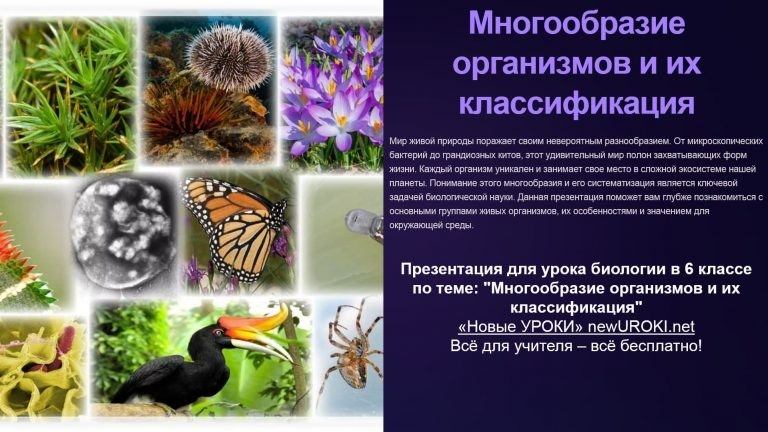 Многообразие
организмов и их
классификация
Мир живой природы поражает своим невероятным разнообразием. От микроскопических
бактерий до грандиозных китов, этот удивительный мир полон захватывающих форм
жизни. Каждый организм уникален и занимает свое место в сложной экосистеме нашей
планеты. Понимание этого многообразия и его систематизация является ключевой
задачей биологической науки. Данная презентация поможет вам глубже познакомиться с
основными группами живых организмов, их особенностями и значением для
окружающей среды.
Презентация для урока биологии в 6 классе
по теме: "Многообразие организмов и их
классификация"
«Новые УРОКИ» newUROKI.net
Всё для учителя – всё бесплатно!